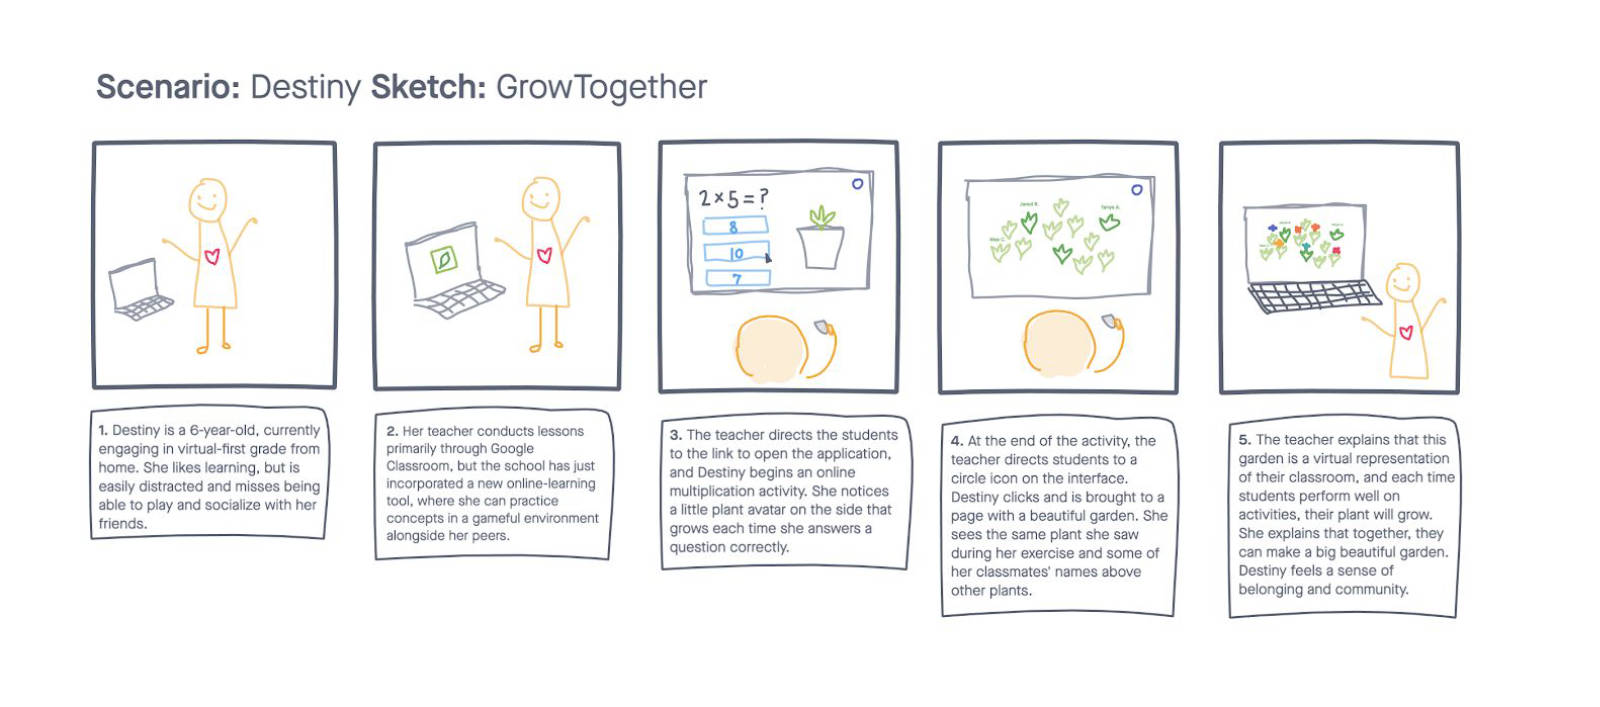 Scenario: Destiny Sketch: GrowTogether
2x5=?
8
10
7
Jared R.
Tanya A.
1. Destiny is a 6-year-old, currently
engaging in virtual-first grade from
home. She likes learning, but is
easily distracted and misses being
able to play and socialize with her
friends.
2. Her teacher conducts lessons
primarily through Google
Classroom, but the school has just
incorporated a new online-learning
tool, where she can practice
concepts in a gameful environment
alongside her peers.
3. The teacher directs the students
to the link to open the application,
and Destiny begins an online
multiplication activity. She notices
a little plant avatar on the side that
grows each time she answers a
question correctly.
4. At the end of the activity, the
teacher directs students to a
circle icon on the interface.
Destiny clicks and is brought to a
page with a beautiful garden. She
sees the same plant she saw
during her exercise and some of
her classmates' names above
other plants.
5. The teacher explains that this
garden is a virtual representation
of their classroom, and each time
students perform well on
activities, their plant will grow.
She explains that together, they
can make a big beautiful garden.
Destiny feels a sense of
belonging and community.